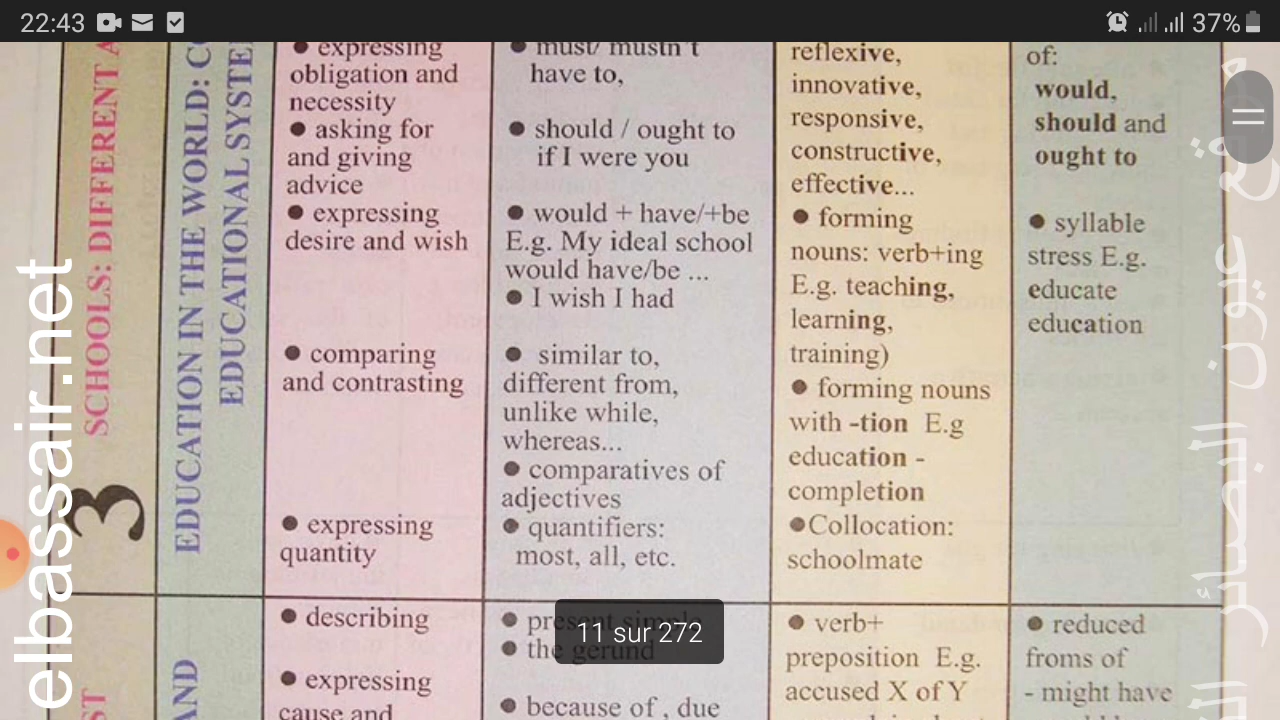 22:43
37%
SCHOOLS: DIFFERENT A
3
EDUCATION IN THE WORLD: C
EDUCATIONAL SYSTE
● expressing
obligation and
necessity
● asking for
and giving
advice
● expressing
desire and wish
● comparing
and contrasting
● expressing
quantity
● must/ mustn't
have to,
● should / ought to
if I were you
● would + have/+be
E.g. My ideal school
would have/be ...
● I wish I had
● similar to,
different from,
unlike while,
whereas...
● comparatives of
adjectives
● quantifiers:
most, all, etc.
reflexive,
innovative,
responsive,
constructive,
effective...
● forming
nouns: verb+ing
E.g. teaching,
learning,
training)
● forming nouns
with -tion E.g
education -
completion
●Collocation:
schoolmate
of:
would,
should and
ought to
● syllable
stress E.g.
educate
education
ST
AND
● describing
● expressing
cause and
● present simple
● the gerund
● because of , due
● verb+
preposition E.g.
accused X of Y
● reduced
froms of
- might have
11 sur 272
elbassair.net
موقع عيون البصائر